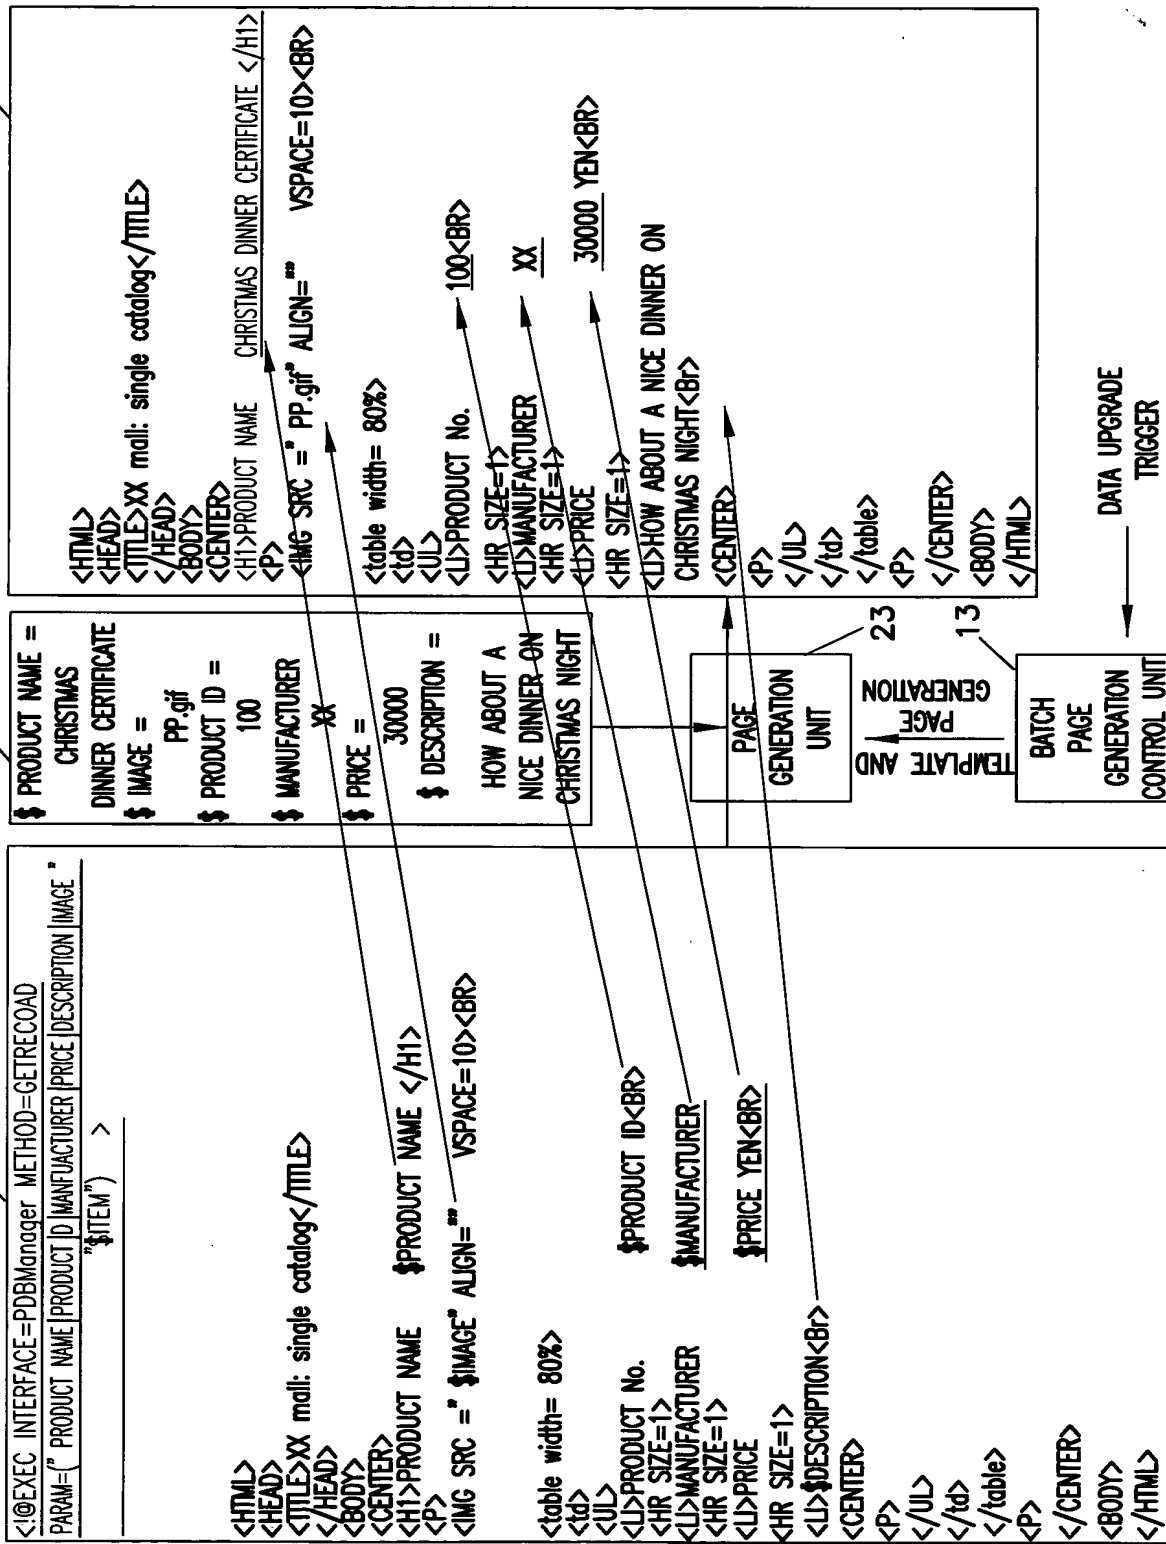 <!@EXEC INTERFACE=PDBManager METHOD=GETRECOAD
PARAM=(" PRODUCT NAME|PRODUCT ID|MANFUACTURER|PRICE|DESCRIPTION|IMAGE "
"$ITEM") >
<HTML>
<HEAD>
<TITLE>XX mall: single catalog</TITLE>
</HEAD>
<BODY>
<CENTER>
<H1>PRODUCT NAME $PRODUCT NAME </H1>
<P>
<IMG SRC =" $IMAGE" ALIGN="" VSPACE=10><BR>
<table width= 80%>
<td>
<UL>
<LI>PRODUCT No. $PRODUCT ID<BR>
<HR SIZE=1>
<LI>MANUFACTURER $MANUFACTURER
<HR SIZE=1>
<LI>PRICE $PRICE YEN<BR>
<HR SIZE=1>
<LI>$DESCRIPTION<Br>
<CENTER>
<P>
</UL>
</td>
</table>
<P>
</CENTER>
<BODY>
</HTML>
$ PRODUCT NAME =
CHRISTMAS
DINNER CERTIFICATE
$ IMAGE =
PP.gif
$ PRODUCT ID =
100
$ MANUFACTURER
XX
$ PRICE =
30000
$ DESCRIPTION =
HOW ABOUT A
NICE DINNER ON
CHRISTMAS NIGHT
PAGE
GENERATION
UNIT
23
TEMPLATE AND
PAGE
GENERATION
BATCH
PAGE
GENERATION
CONTROL UNIT
13
<HTML>
<HEAD>
<TITLE>XX mall: single catalog</TITLE>
</HEAD>
<BODY>
<CENTER>
<H1>PRODUCT NAME CHRISTMAS DINNER CERTIFICATE </H1>
<P>
<IMG SRC =" PP.gif" ALIGN="" VSPACE=10><BR>
<table width= 80%>
<td>
<UL>
<LI>PRODUCT No. 100<BR>
<HR SIZE=1>
<LI>MANUFACTURER XX
<HR SIZE=1>
<LI>PRICE 30000 YEN<BR>
<HR SIZE=1>
<LI>HOW ABOUT A NICE DINNER ON
CHRISTMAS NIGHT<Br>
<CENTER>
<P>
</UL>
</td>
</table>
<P>
</CENTER>
<BODY>
</HTML>
DATA UPGRADE
TRIGGER